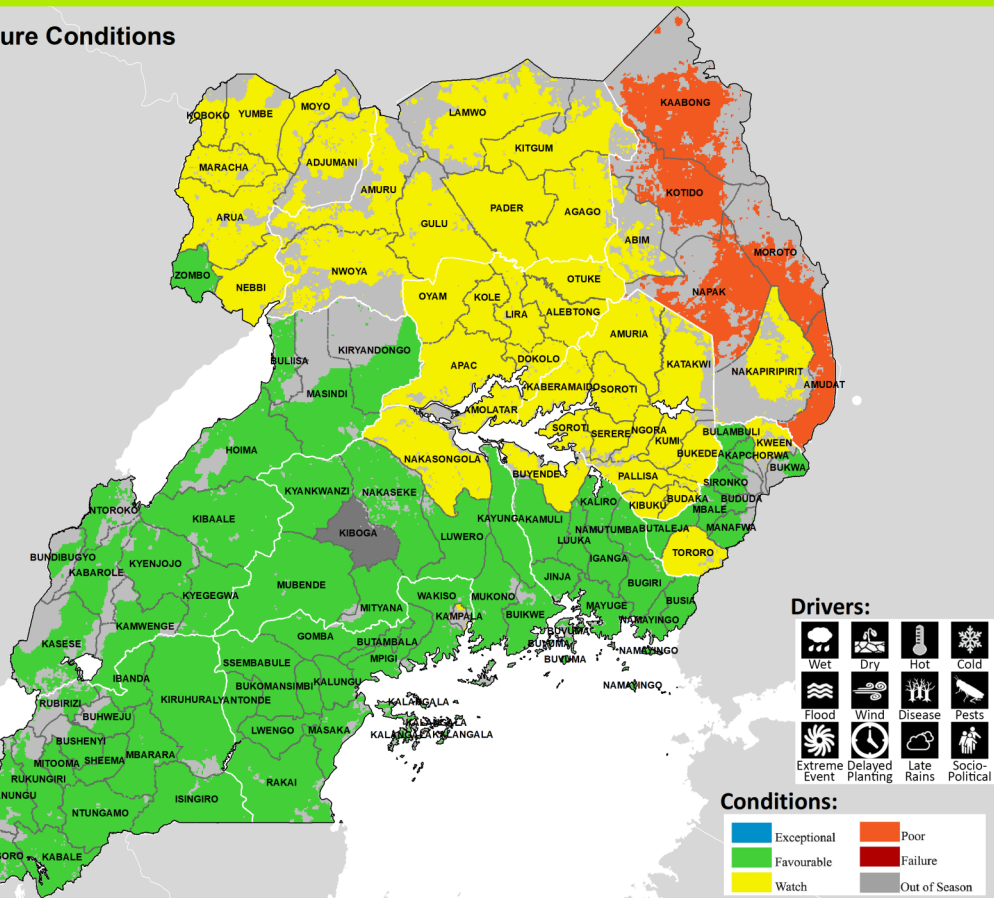 ure Conditions
KAABONG
KOBOKO
YUMBE
MOYO
LAMWO
KITGUM
MARACHA
ADJUMANI
AMURU
KOTIDO
ARUA
GULU
PADER
AGAGO
ABIM
MOROTO
ZOMBO
NEBBI
NWOYA
OYAM
KOLE
OTUKE
NAPAK
LIRA
ALEBTONG
AMURIA
BULIISA
KIRYANDONGO
APAC
DOKOLO
KATAKWI
NAKAPIRIPIRIT
AMUDAT
MASINDI
KABERAMAIDO
SOROTI
AMOLATAR
SOROTI
SERERE
NGORA
KUMI
BULAMBULI
KWEEN
HOIMA
NAKASONGOLA
BUKEDEA
KAPCHORWA
BUKWA
BUYENDE
PALLISA
SIRONKO
NTOROKO
KYANKWANZI
NAKASEKE
KALIRO
KIBUKU
BUDAKA
BUDUDA
MBALE
KIBAALE
KAYUNGA
KAMULI
NAMUTUMBA
BUTALEJA
MANAFWA
KIBOGA
LUWERO
LUUKA
BUNDIBUGYO
KYENJOJO
IGANGA
TORORO
KABAROLE
KYEGEGWA
MUBENDE
JINJA
BUGIRI
WAKISO
MUKONO
MITYANA
KAMPALA
BUIKWE
MAYUGE
BUSIA
KAMWENGE
NAMAYINGO
KASESE
GOMBA
BUTAMBALA
BUVUMA
BUVUMA
NAMAYINGO
MPIGI
BUVUMA
SSEMBABULE
IBANDA
BUKOMANSIMBI
KALUNGU
NAMAYINGO
RUBIRIZI
KIRUHURA
LYANTONDE
KALANGALA
BUHWEJU
KALANGALA
LWENGO
MASAKA
KALANGALA
KALANGALA
BUSHENYI
MITOOMA
SHEEMA
MBARARA
RUKUNGIRI
RAKAI
NUNGU
ISINGIRO
NTUNGAMO
SORO
KABALE
Drivers:
Wet Dry Hot Cold
Flood Wind Disease Pests
Extreme Event Delayed Planting Late Rains Socio-Political
Conditions:
Exceptional Poor
Favourable Failure
Watch Out of Season